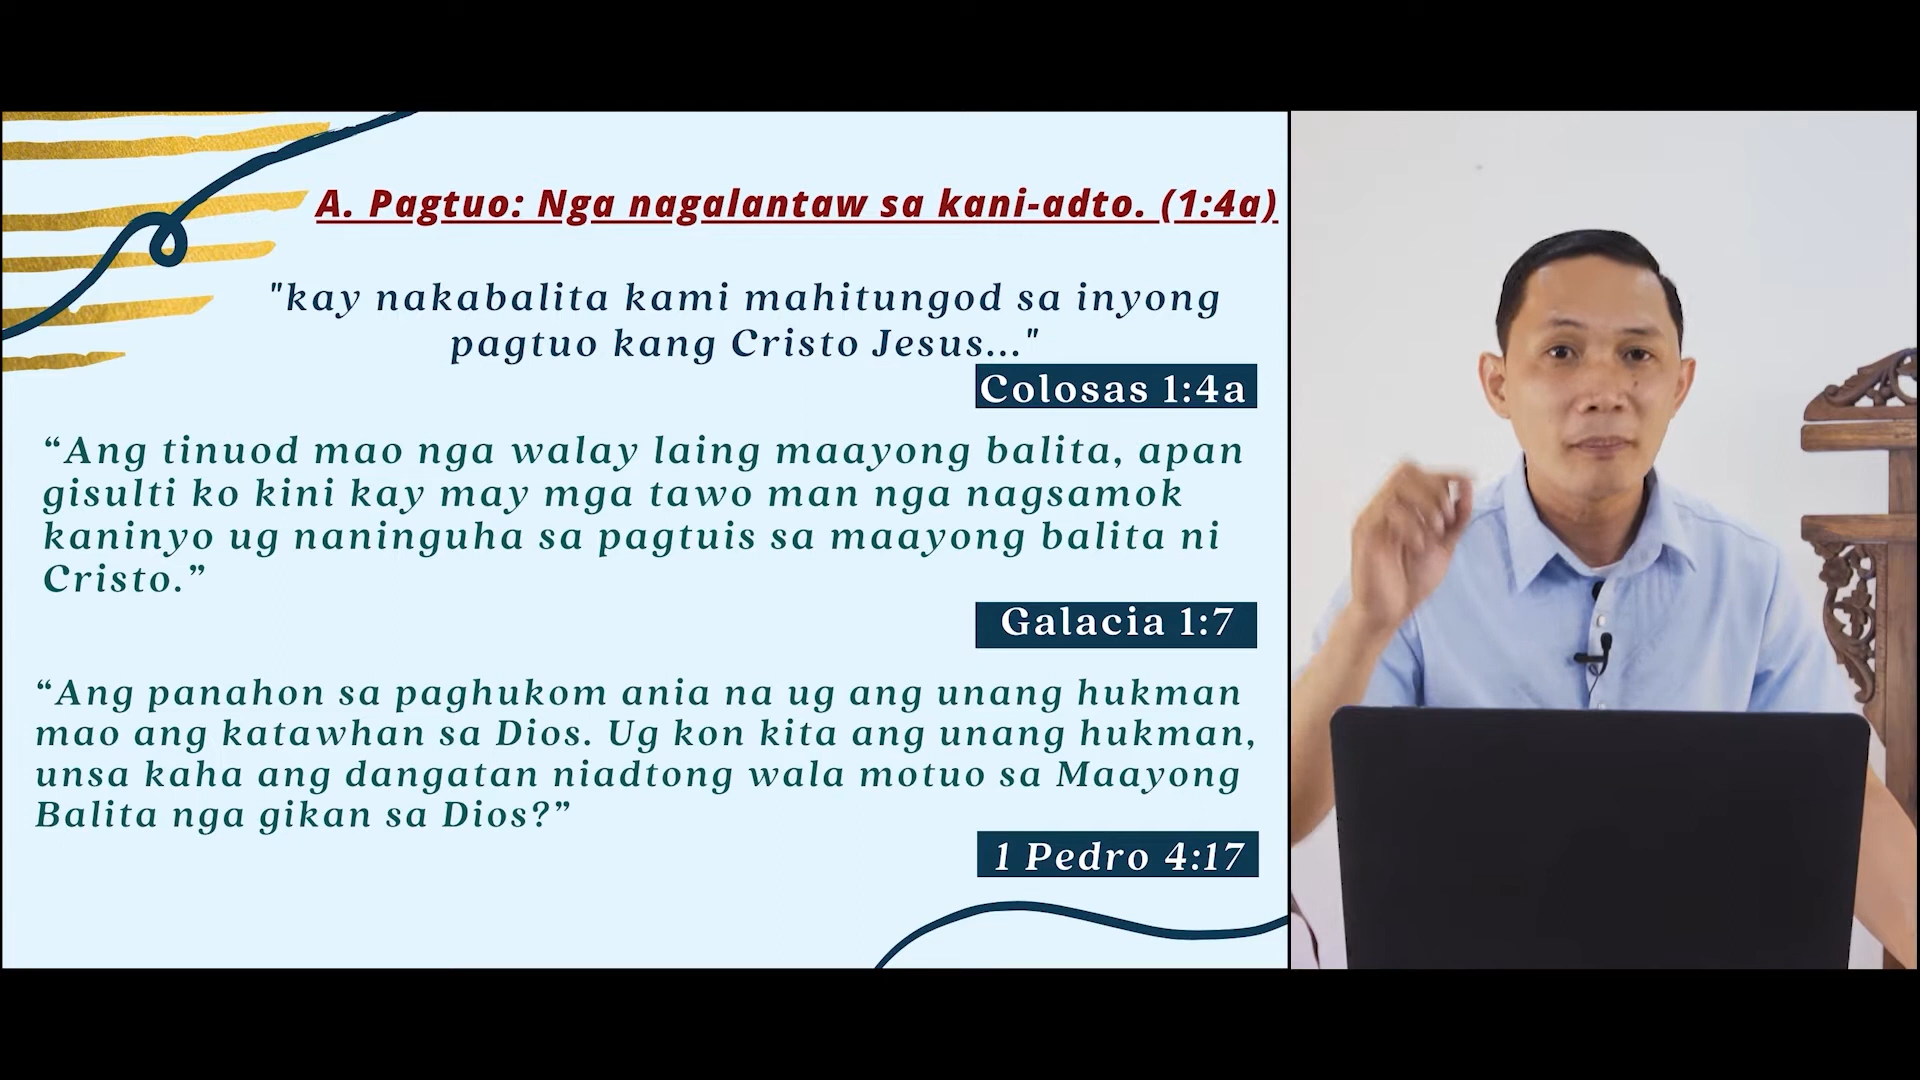 A. Pagtuo: Nga nagalantaw sa kani-adto. (1:4a)
"kay nakabalita kami mahitungod sa inyong
pagtuo kang Cristo Jesus..."
Colosas 1:4a
“Ang tinuod mao nga walay laing maayong balita, apan
gisulti ko kini kay may mga tawo man nga nagsamok
kaninyo ug naninguha sa pagtuis sa maayong balita ni
Cristo.”
Galacia 1:7
“Ang panahon sa paghukom ania na ug ang unang hukman
mao ang katawhan sa Dios. Ug kon kita ang unang hukman,
unsa kaha ang dangatan niadtong wala motuo sa Maayong
Balita nga gikan sa Dios?”
1 Pedro 4:17